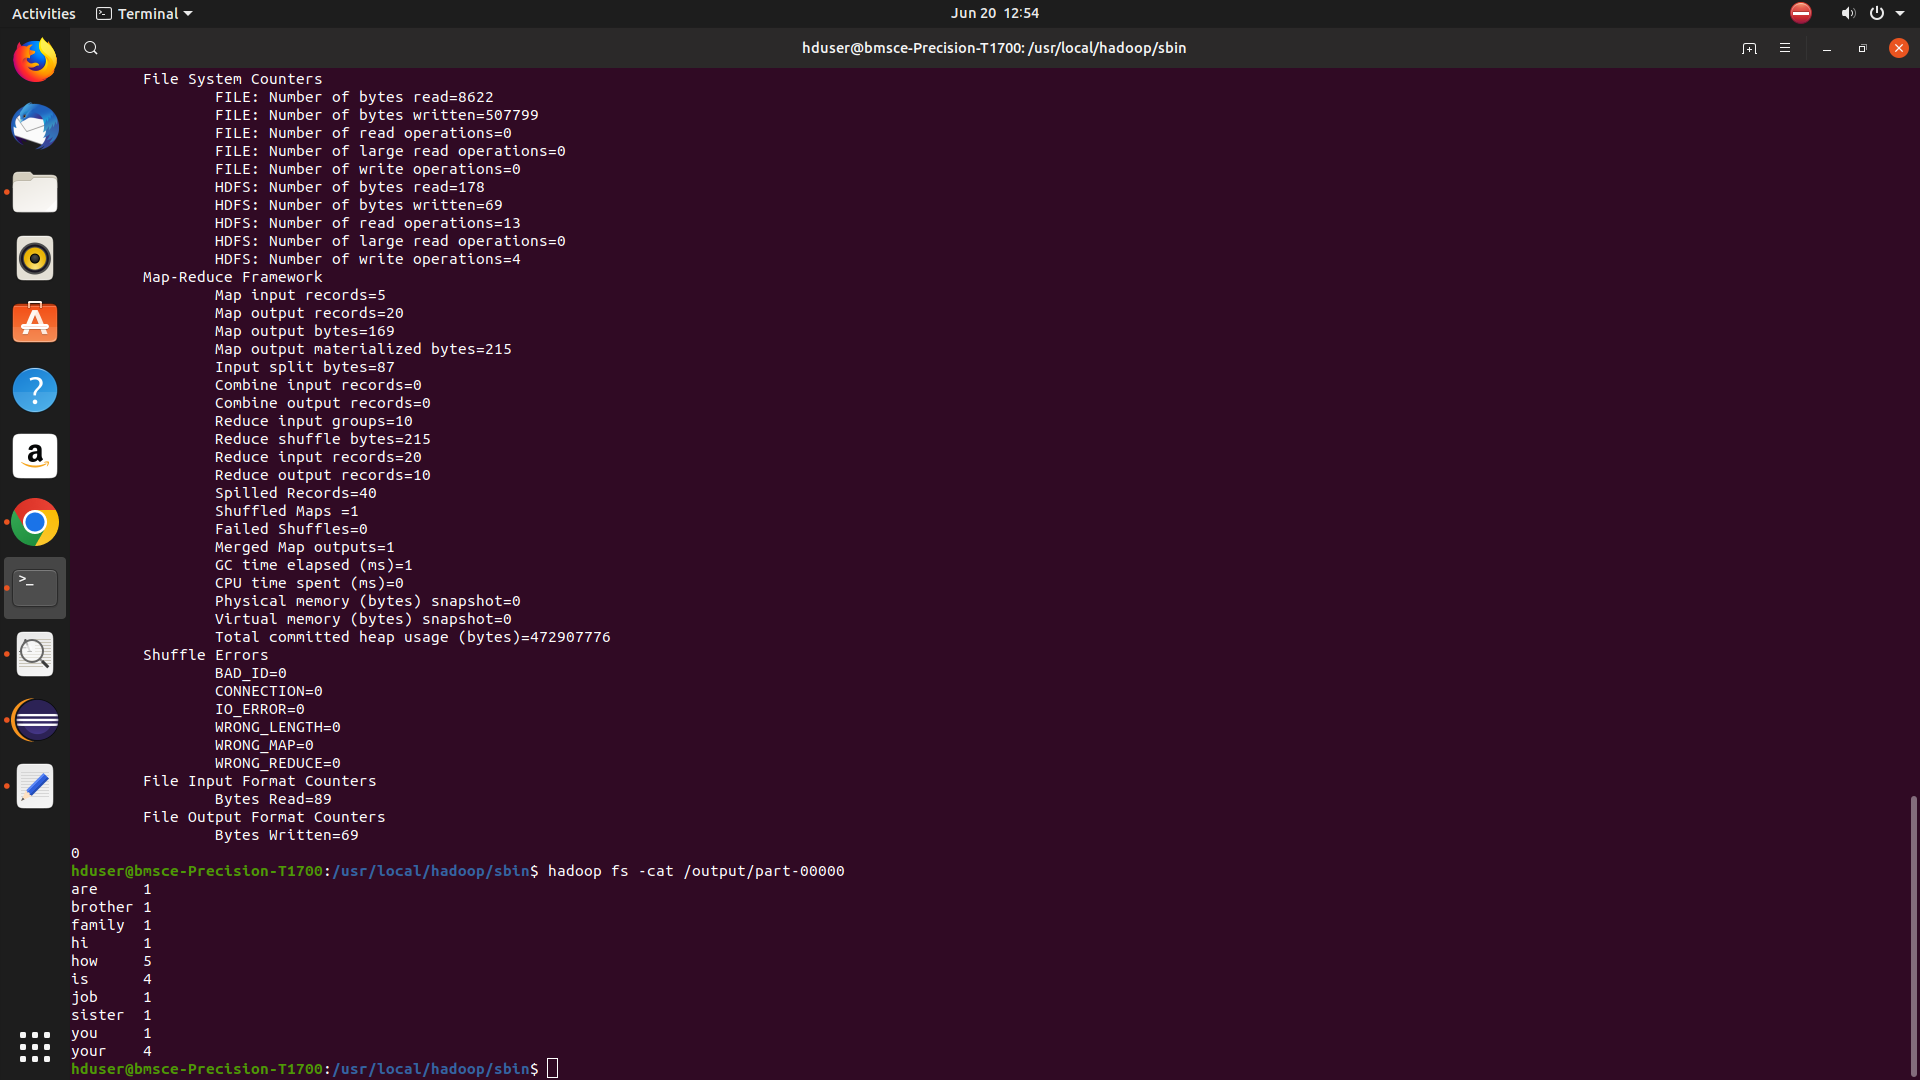 Activities Terminal Jun 20 12:54
hduser@bmsce-Precision-T1700: /usr/local/hadoop/sbin
File System Counters
FILE: Number of bytes read=8622
FILE: Number of bytes written=507799
FILE: Number of read operations=0
FILE: Number of large read operations=0
FILE: Number of write operations=0
HDFS: Number of bytes read=178
HDFS: Number of bytes written=69
HDFS: Number of read operations=13
HDFS: Number of large read operations=0
HDFS: Number of write operations=4
Map-Reduce Framework
Map input records=5
Map output records=20
Map output bytes=169
Map output materialized bytes=215
Input split bytes=87
Combine input records=0
Combine output records=0
Reduce input groups=10
Reduce shuffle bytes=215
Reduce input records=20
Reduce output records=10
Spilled Records=40
Shuffled Maps =1
Failed Shuffles=0
Merged Map outputs=1
GC time elapsed (ms)=1
CPU time spent (ms)=0
Physical memory (bytes) snapshot=0
Virtual memory (bytes) snapshot=0
Total committed heap usage (bytes)=472907776
Shuffle Errors
BAD_ID=0
CONNECTION=0
IO_ERROR=0
WRONG_LENGTH=0
WRONG_MAP=0
WRONG_REDUCE=0
File Input Format Counters
Bytes Read=89
File Output Format Counters
Bytes Written=69
0
hduser@bmsce-Precision-T1700:/usr/local/hadoop/sbin$ hadoop fs -cat /output/part-00000
are 1
brother 1
family 1
hi 1
how 5
is 4
job 1
sister 1
you 1
your 4
hduser@bmsce-Precision-T1700:/usr/local/hadoop/sbin$